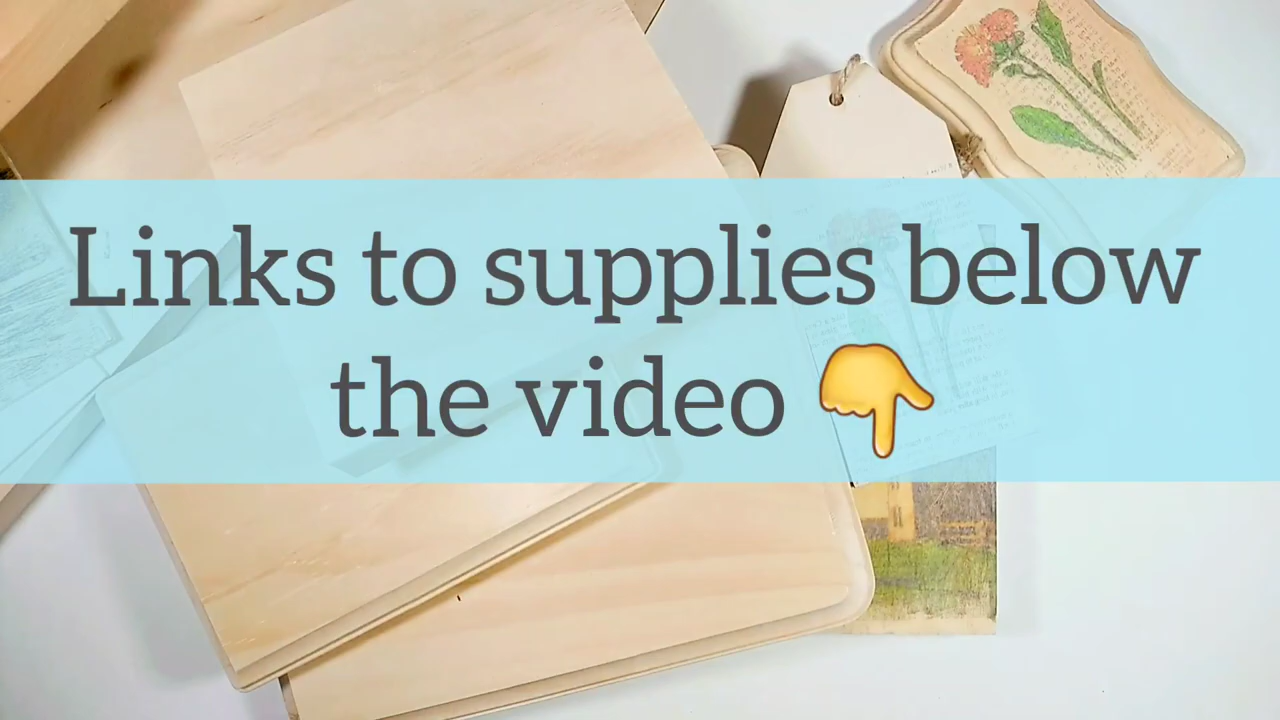 Links to supplies below
the video 👇